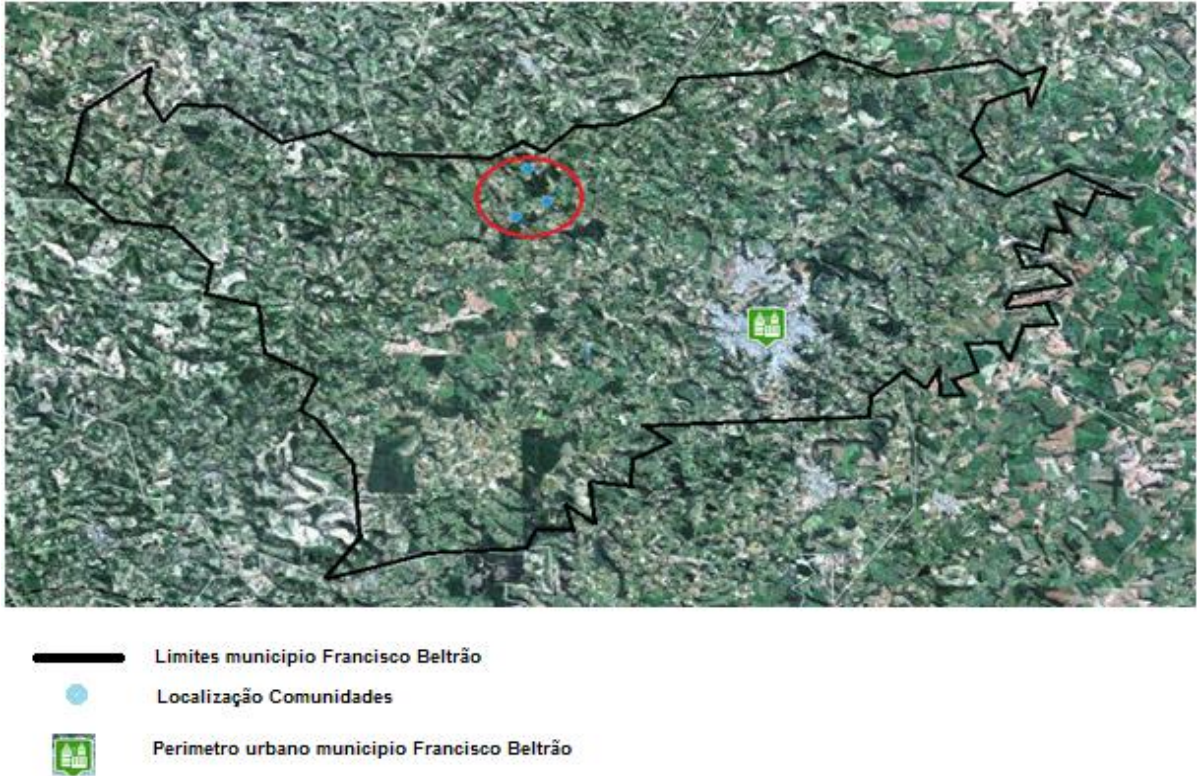 Limites municipio Francisco Beltrão
Localização Comunidades
Perimetro urbano municipio Francisco Beltrão